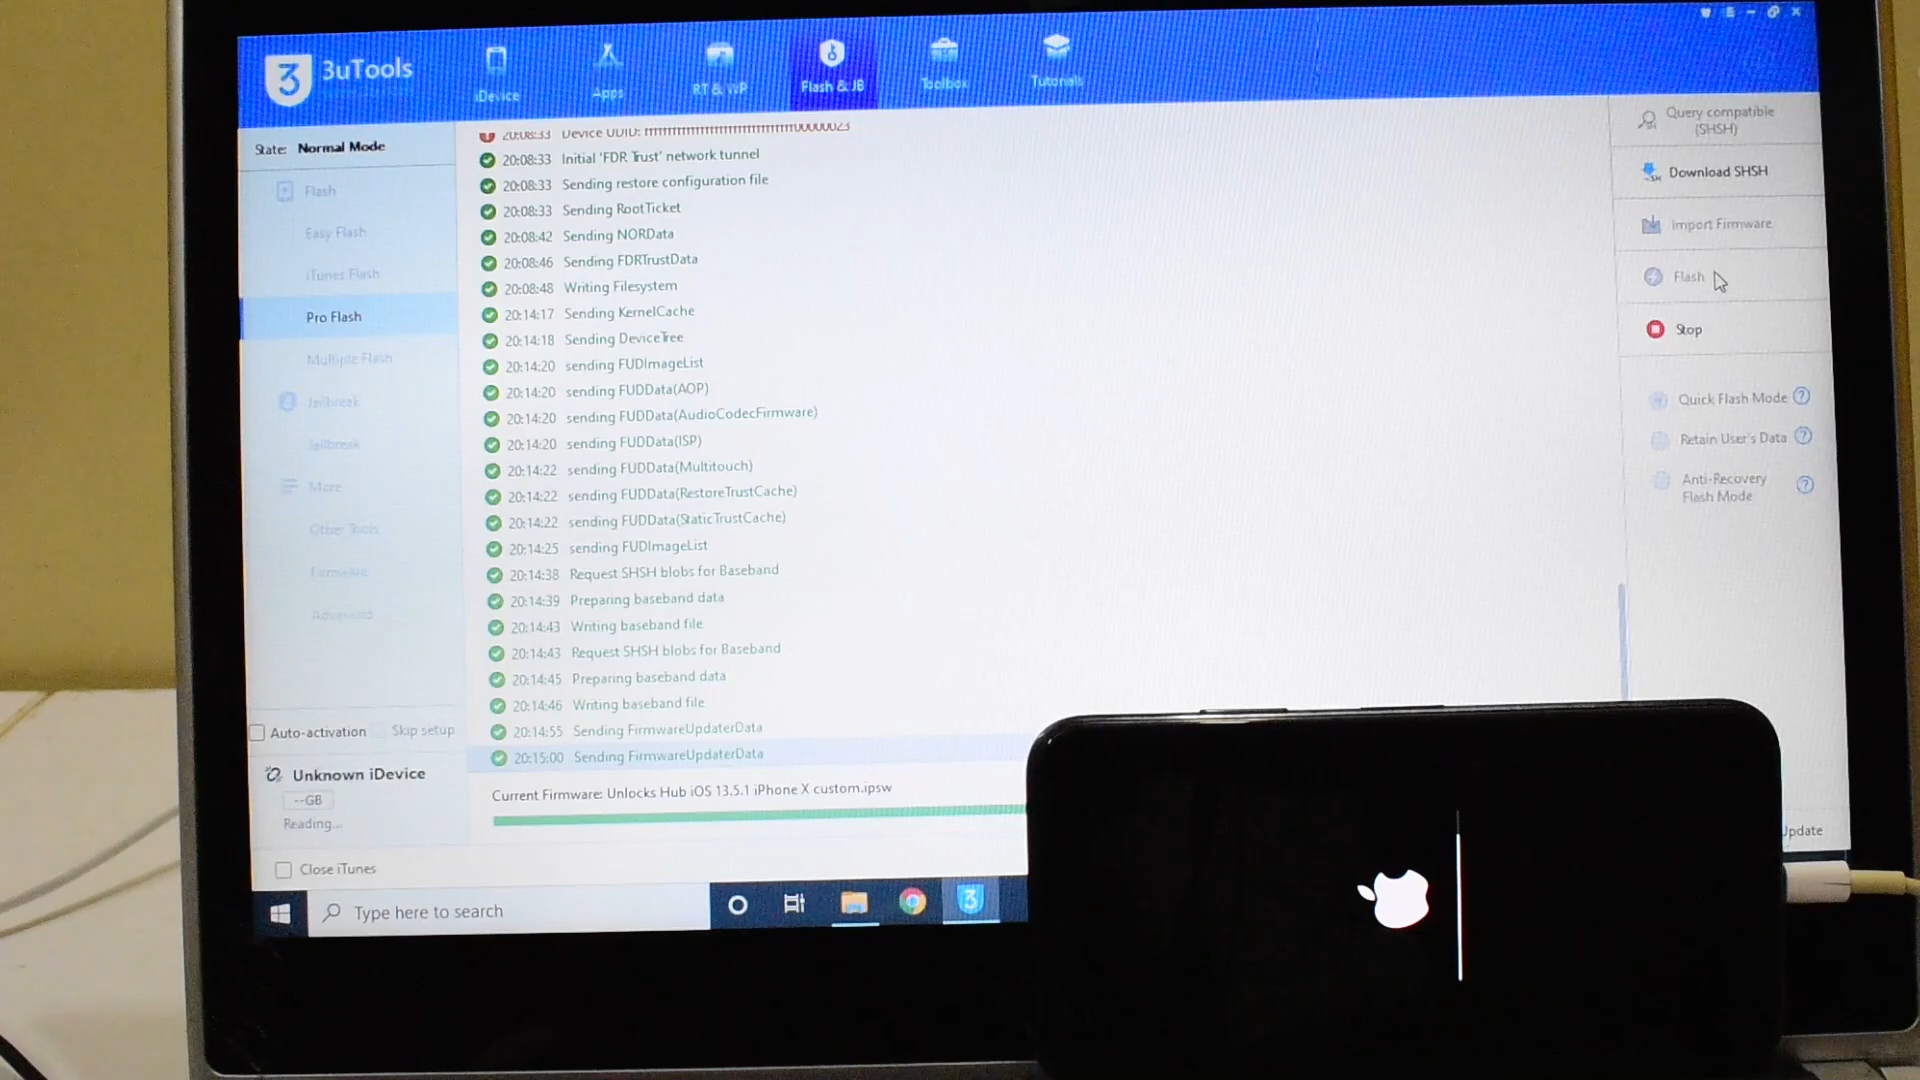 3 3uTools
iDevice
Apps
RT & WP
Flash & JB
Toolbox
Tutorials
State: Normal Mode
Flash
Easy Flash
iTunes Flash
Pro Flash
Multiple Flash
Jailbreak
Jailbreak
More
Other Tools
Firmware
Advanced
Auto-activation Skip setup
Unknown iDevice
--GB
Reading...
Close iTunes
20:08:33 Device UDID:
20:08:33 Initial 'FDR Trust' network tunnel
20:08:33 Sending restore configuration file
20:08:33 Sending RootTicket
20:08:42 Sending NORData
20:08:46 Sending FDRTrustData
20:08:48 Writing Filesystem
20:14:17 Sending KernelCache
20:14:18 Sending DeviceTree
20:14:20 sending FUDImageList
20:14:20 sending FUDData(AOP)
20:14:20 sending FUDData(AudioCodecFirmware)
20:14:20 sending FUDData(ISP)
20:14:22 sending FUDData(Multitouch)
20:14:22 sending FUDData(RestoreTrustCache)
20:14:22 sending FUDData(StaticTrustCache)
20:14:25 sending FUDImageList
20:14:38 Request SHSH blobs for Baseband
20:14:39 Preparing baseband data
20:14:43 Writing baseband file
20:14:43 Request SHSH blobs for Baseband
20:14:45 Preparing baseband data
20:14:46 Writing baseband file
20:14:55 Sending FirmwareUpdaterData
20:15:00 Sending FirmwareUpdaterData
Current Firmware: Unlocks Hub iOS 13.5.1 iPhone X custom.ipsw
Query compatible
(SHSH)
Download SHSH
Import Firmware
Flash
Stop
Quick Flash Mode ?
Retain User's Data ?
Anti-Recovery
Flash Mode ?
Update
Type here to search
3